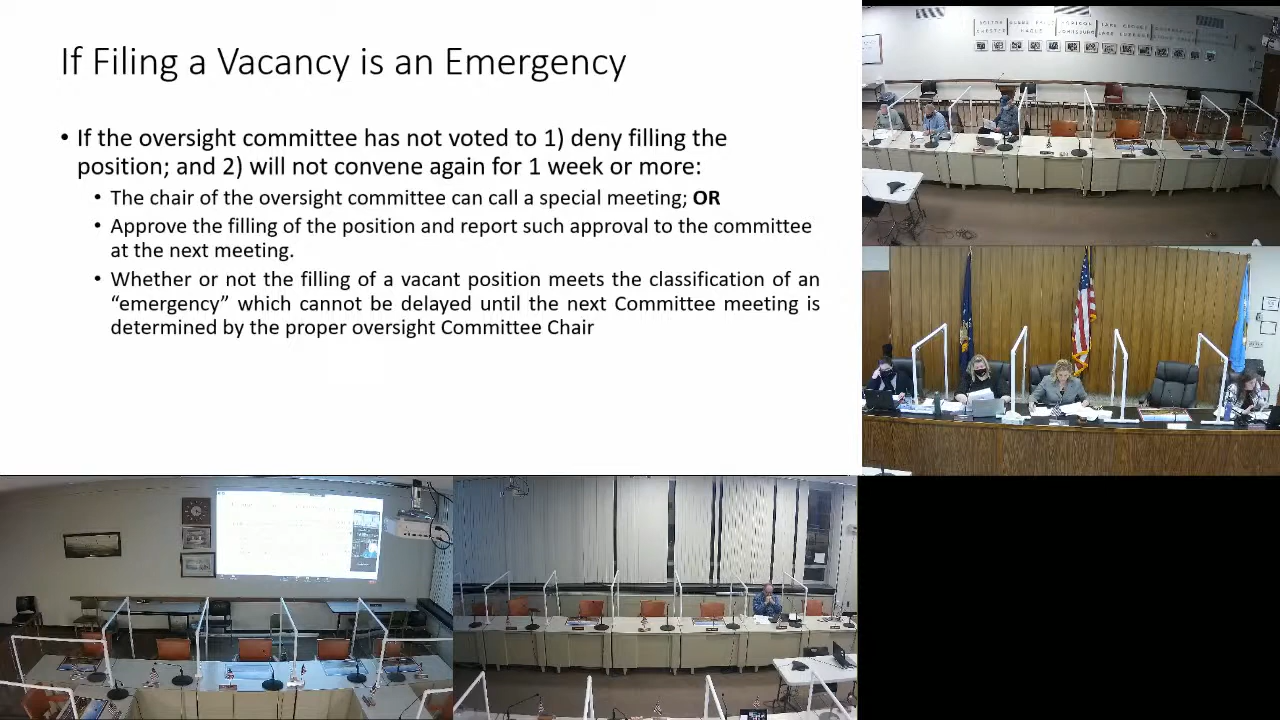 If Filing a Vacancy is an Emergency
• If the oversight committee has not voted to 1) deny filling the
position; and 2) will not convene again for 1 week or more:
• The chair of the oversight committee can call a special meeting; OR
• Approve the filling of the position and report such approval to the committee
at the next meeting.
• Whether or not the filling of a vacant position meets the classification of an
“emergency” which cannot be delayed until the next Committee meeting is
determined by the proper oversight Committee Chair